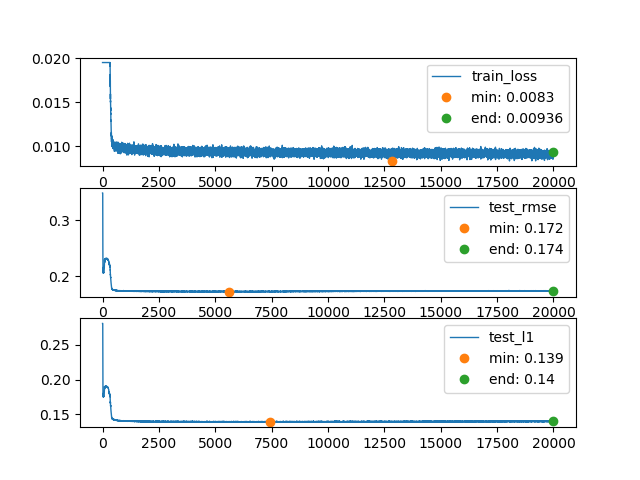 0.020
0.015
0.010
train_loss
min: 0.0083
end: 0.00936
0 2500 5000 7500 10000 12500 15000 17500 20000
0.3
0.2
test_rmse
min: 0.172
end: 0.174
0 2500 5000 7500 10000 12500 15000 17500 20000
0.25
0.20
0.15
test_l1
min: 0.139
end: 0.14
0 2500 5000 7500 10000 12500 15000 17500 20000